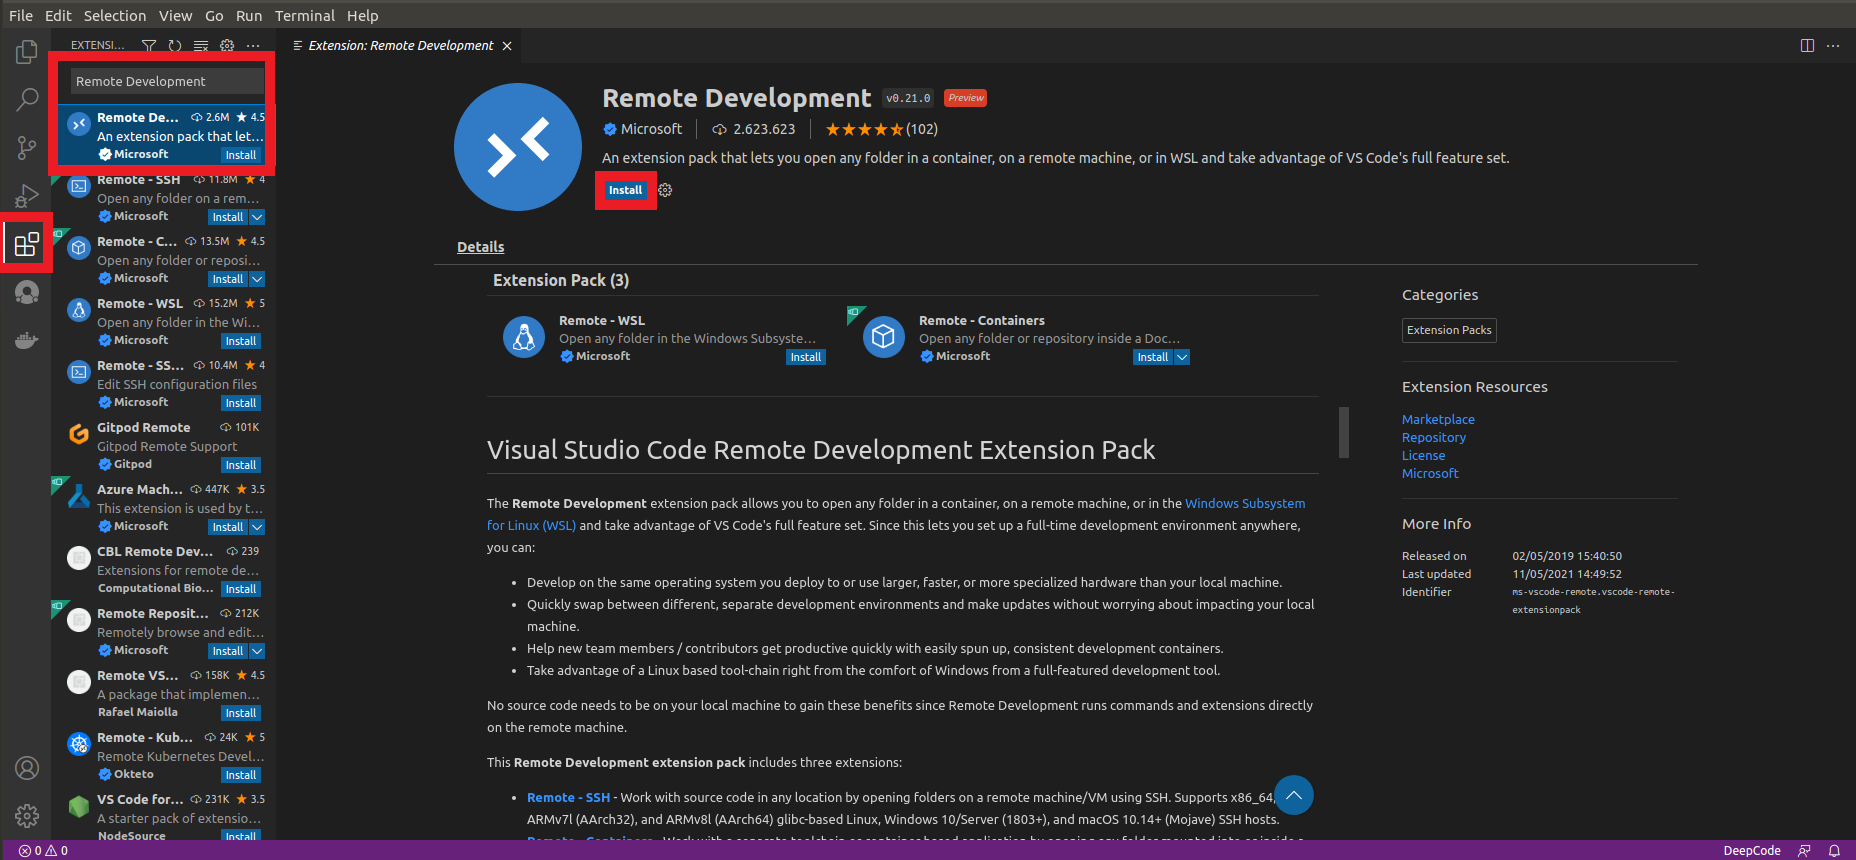 File Edit Selection View Go Run Terminal Help
EXTENSI...
Remote Development
Remote De... 2.6M 4.5
An extension pack that let...
Microsoft Install
Remote - SSH 11.8M 4
Open any folder on a rem...
Microsoft Install
Remote - C... 13.5M 4.5
Open any folder or reposi...
Microsoft Install
Remote - WSL 15.2M 5
Open any folder in the Wi...
Microsoft Install
Remote - SS... 10.4M 4
Edit SSH configuration files
Microsoft Install
Gitpod Remote 101K
Gitpod Remote Support
Gitpod Install
Azure Mach... 447K 3.5
This extension is used by t...
Microsoft Install
CBL Remote Dev... 239
Extensions for remote de...
Computational Bio... Install
Remote Reposit... 212K
Remotely browse and edit...
Microsoft Install
Remote VS... 158K 4.5
A package that implemen...
Rafael Maiolla Install
Remote - Kub... 24K 5
Remote Kubernetes Devel...
Okteto Install
VS Code for... 231K 3.5
A starter pack of extensio...
NodeSource Install
Extension: Remote Development
Remote Development v0.21.0 Preview
Microsoft 2.623.623 (102)
An extension pack that lets you open any folder in a container, on a remote machine, or in WSL and take advantage of VS Code's full feature set.
Install
Details
Extension Pack (3)
Remote - WSL
Open any folder in the Windows Subsyste...
Microsoft Install
Remote - Containers
Open any folder or repository inside a Doc...
Microsoft Install
Visual Studio Code Remote Development Extension Pack
The Remote Development extension pack allows you to open any folder in a container, on a remote machine, or in the Windows Subsystem
for Linux (WSL) and take advantage of VS Code's full feature set. Since this lets you set up a full-time development environment anywhere,
you can:
• Develop on the same operating system you deploy to or use larger, faster, or more specialized hardware than your local machine.
• Quickly swap between different, separate development environments and make updates without worrying about impacting your local
machine.
• Help new team members / contributors get productive quickly with easily spun up, consistent development containers.
• Take advantage of a Linux based tool-chain right from the comfort of Windows from a full-featured development tool.
No source code needs to be on your local machine to gain these benefits since Remote Development runs commands and extensions directly
on the remote machine.
This Remote Development extension pack includes three extensions:
• Remote - SSH - Work with source code in any location by opening folders on a remote machine/VM using SSH. Supports x86_64,
ARMv7l (AArch32), and ARMv8l (AArch64) glibc-based Linux, Windows 10/Server (1803+), and macOS 10.14+ (Mojave) SSH hosts.
Categories
Extension Packs
Extension Resources
Marketplace
Repository
License
Microsoft
More Info
Released on 02/05/2019 15:40:50
Last updated 11/05/2021 14:49:52
Identifier ms-vscode-remote.vscode-remote-
extensionpack
0 0
DeepCode